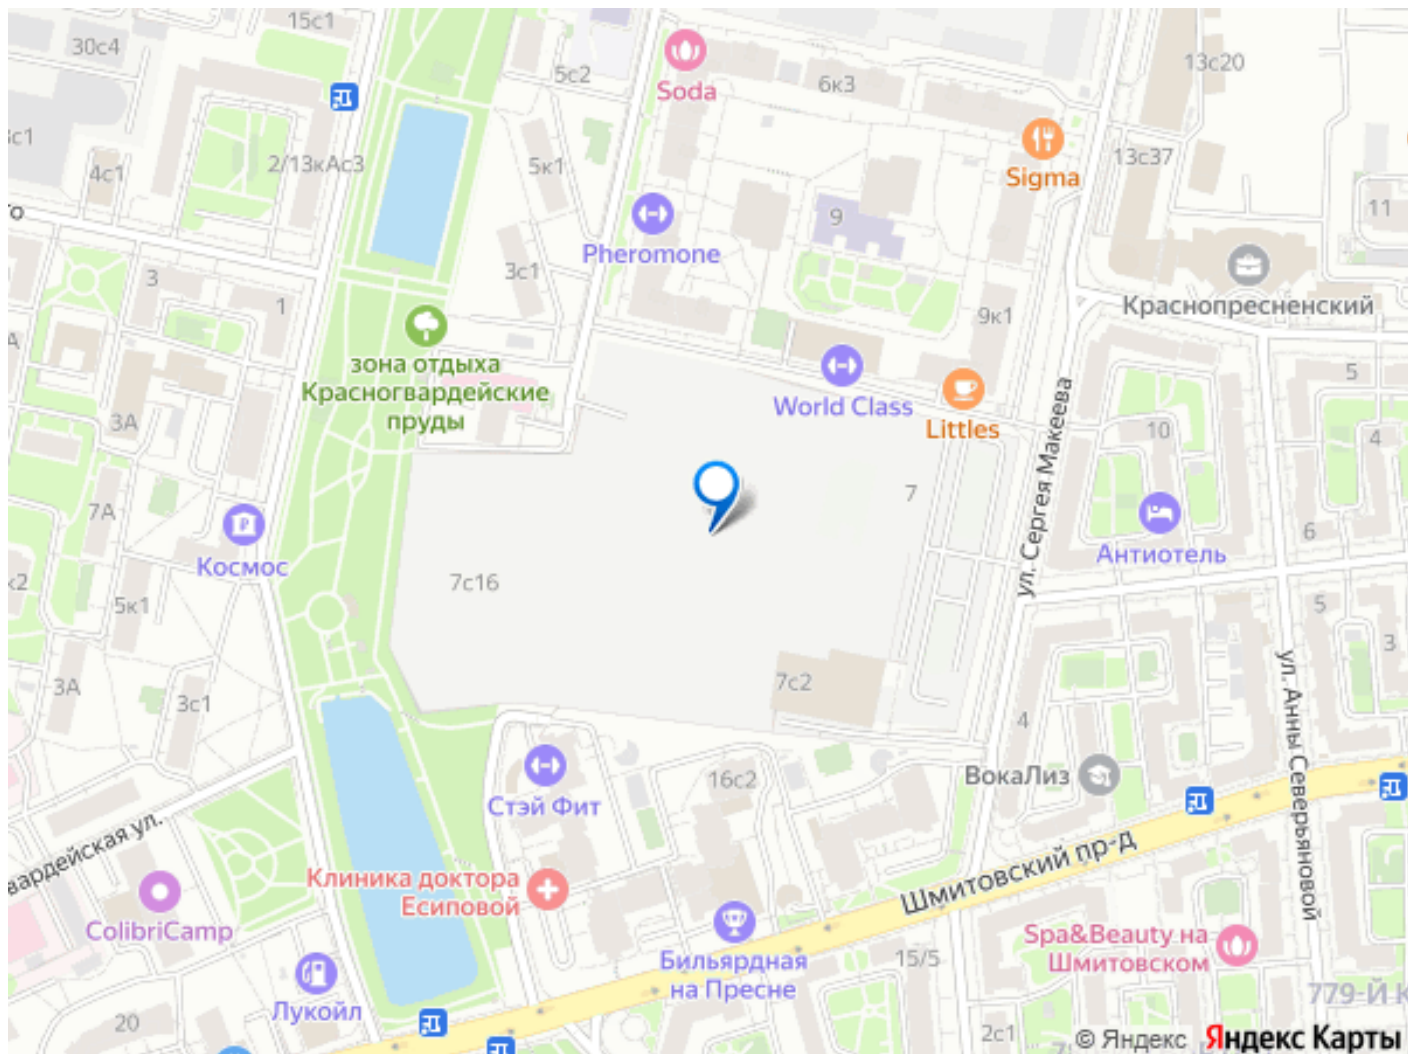 15с1
30с4
5с2
Soda
6к3
13с20
2/13кАс3
4с1
5к1
13с37
Sigma
11
9
Pheromone
3с1
3
1
Краснопресненский
9к1
зона отдыха
Красногвардейские
пруды
World Class
Littles
5
3А
10
4
ул. Сергея Макеева
7
7А
Космос
Антиотель
6
7с16
5к1
5
3
3А
3с1
7с2
4
ул. Анны Северьяновой
ВокаЛиз
16с2
Стэй Фит
вардейская ул.
Шмитовский пр-д
Клиника доктора
Есиповой
ColibriCamp
Spa&Beauty на
Шмитовском
Бильярдная
на Пресне
15/5
Лукойл
779-Й К
20
2с1
© Яндекс Яндекс Карты